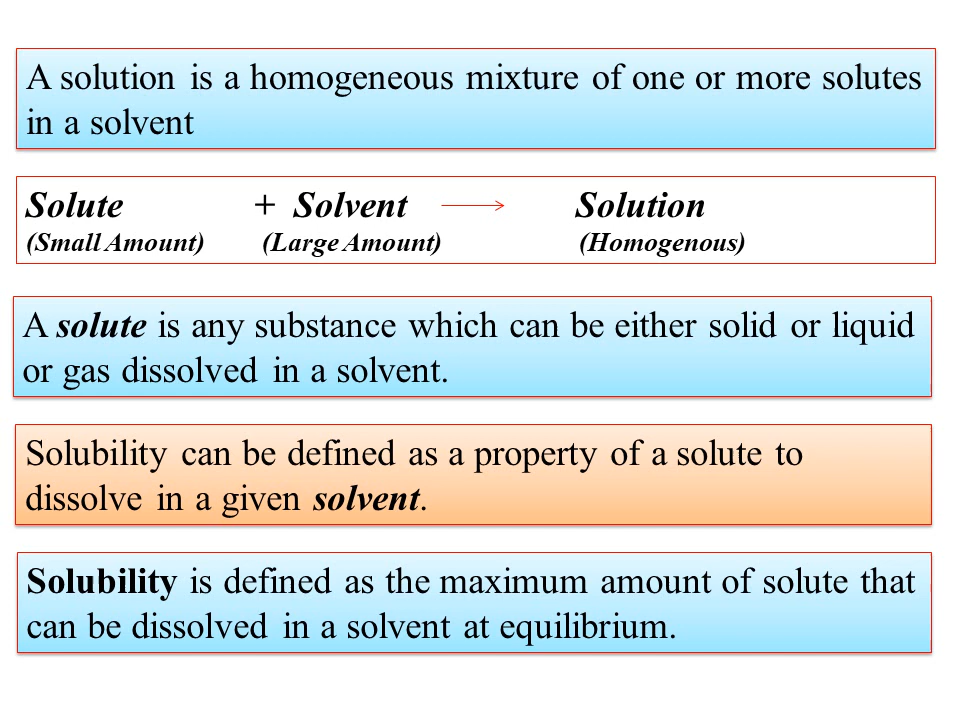 A solution is a homogeneous mixture of one or more solutes
in a solvent
Solute + Solvent Solution
(Small Amount) (Large Amount) (Homogenous)
A solute is any substance which can be either solid or liquid
or gas dissolved in a solvent.
Solubility can be defined as a property of a solute to
dissolve in a given solvent.
Solubility is defined as the maximum amount of solute that
can be dissolved in a solvent at equilibrium.